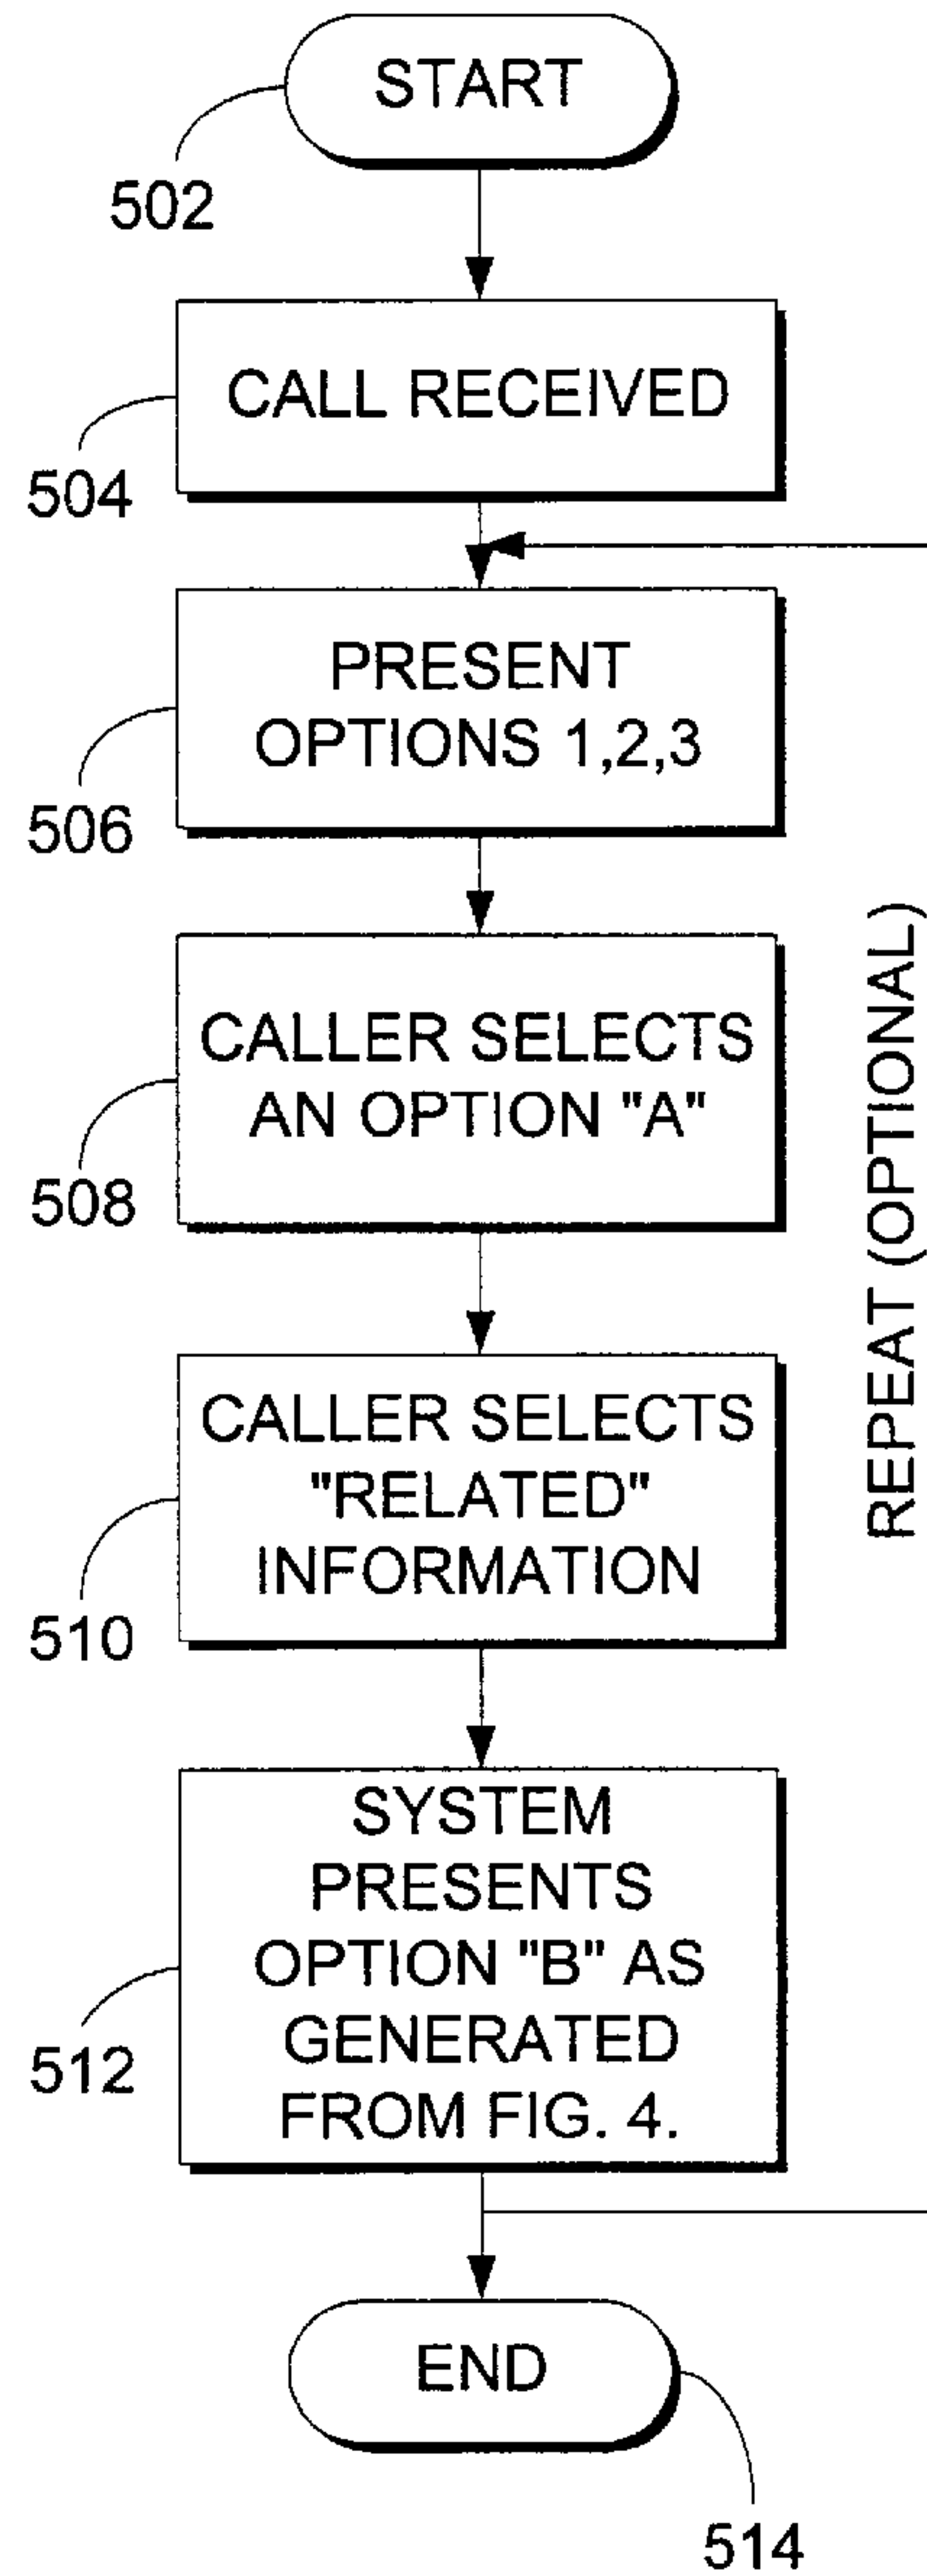 START
502
CALL RECEIVED
504
PRESENT
OPTIONS 1,2,3
506
CALLER SELECTS
AN OPTION "A"
508
REPEAT (OPTIONAL)
CALLER SELECTS
"RELATED"
INFORMATION
510
SYSTEM
PRESENTS
OPTION "B" AS
GENERATED
FROM FIG. 4.
512
END
514